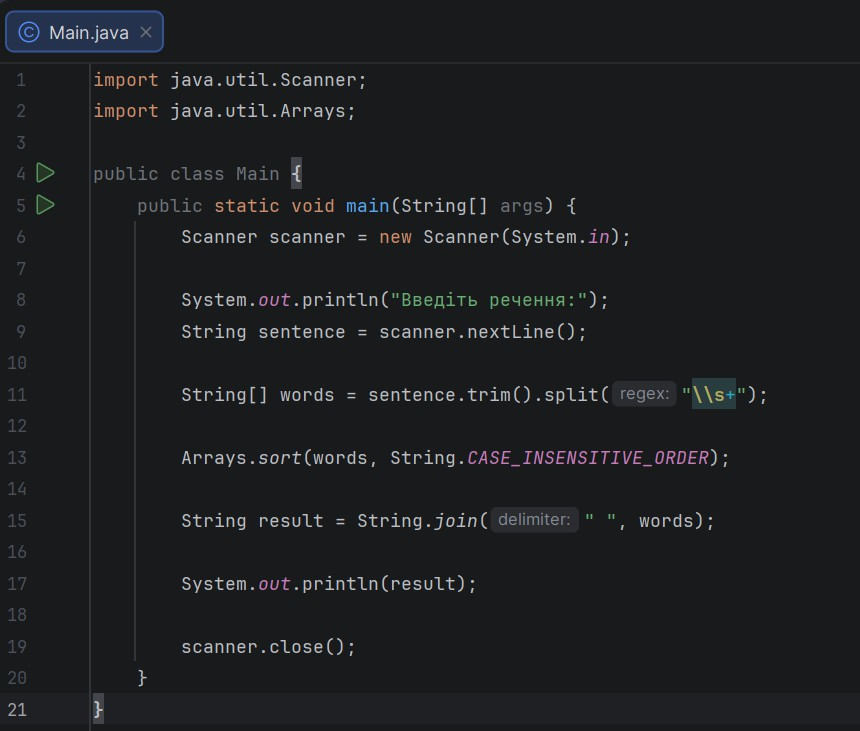 Main.java
1 import java.util.Scanner;
2 import java.util.Arrays;
3
4 public class Main {
5     public static void main(String[] args) {
6         Scanner scanner = new Scanner(System.in);
7
8         System.out.println("Введіть речення:");
9         String sentence = scanner.nextLine();
10
11         String[] words = sentence.trim().split( regex: "\\s+");
12
13         Arrays.sort(words, String.CASE_INSENSITIVE_ORDER);
14
15         String result = String.join( delimiter: " ", words);
16
17         System.out.println(result);
18
19         scanner.close();
20     }
21 }